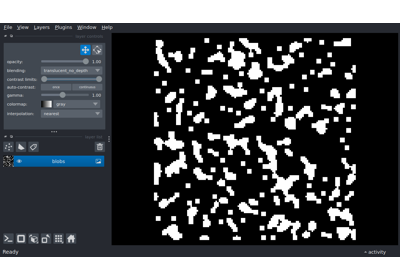 File View Layers Plugins Window Help
opacity: 1.00
blending: translucent_no_depth
contrast limits:
auto-contrast: once continuous
gamma: 1.00
colormap: gray
interpolation: nearest
blobs
Ready activity